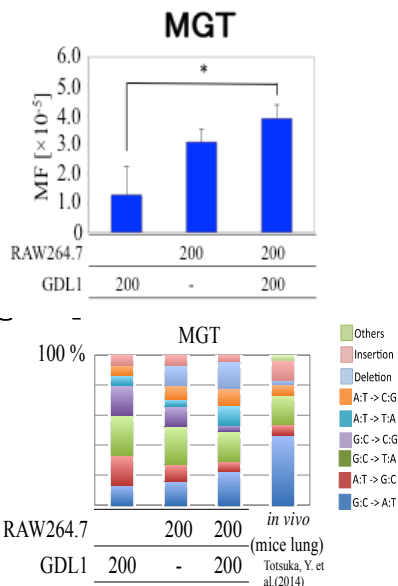 MGT
6.0
5.0
4.0
3.0
2.0
1.0
0
MF [×10⁻⁵]
*
RAW264.7 200 200
GDL1 200 - 200
MGT
100 %
Others
Insertion
Deletion
A:T -> C:G
A:T -> T:A
G:C -> C:G
G:C -> T:A
A:T -> G:C
G:C -> A:T
RAW264.7 200 200
GDL1 200 - 200
in vivo
(mice lung)
Totsuka, Y. et
al.(2014)